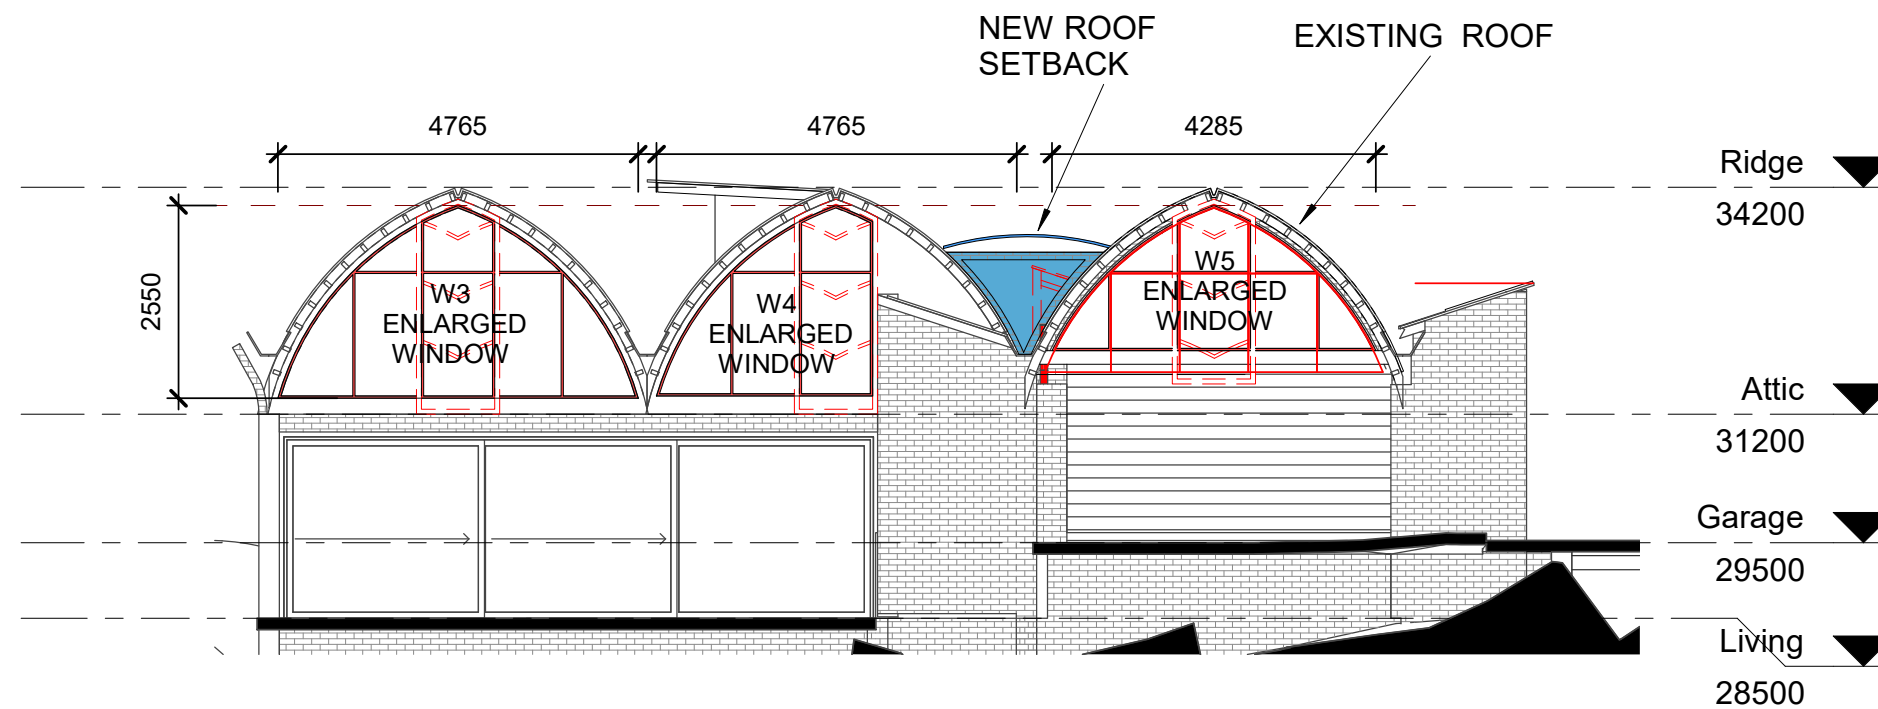 NEW ROOF
SETBACK
EXISTING ROOF
4765
4765
4285
Ridge
34200
2550
W3
ENLARGED
WINDOW
W4
ENLARGED
WINDOW
W5
ENLARGED
WINDOW
Attic
31200
Garage
29500
Living
28500